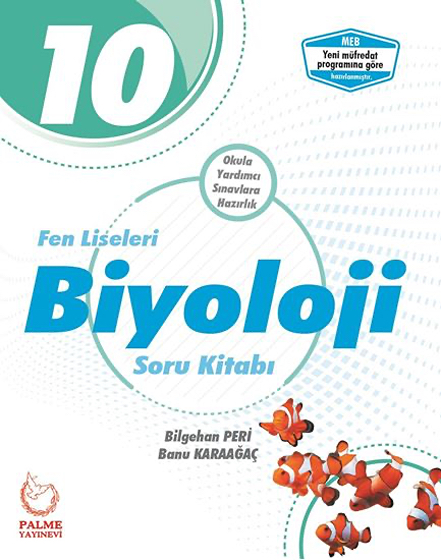 10
MEB
Yeni müfredat
programına göre
hazırlanmıştır.
Okula
Yardımcı
Sınavlara
Hazırlık
Fen Liseleri
Biyoloji
Soru Kitabı
Bilgehan PERİ
Banu KARAAĞAÇ
PALME
YAYINEVİ